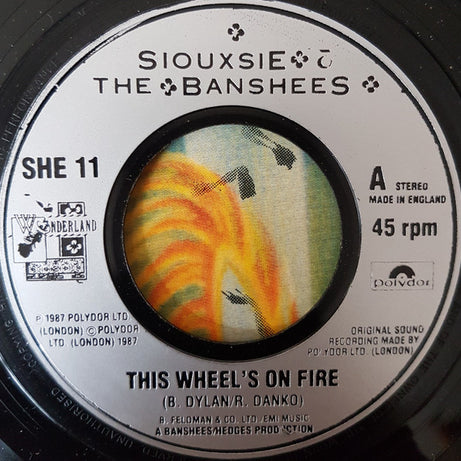 SIOUXSIE &
THE BANSHEES
SHE 11
A STEREO
MADE IN ENGLAND
45 rpm
WONDERLAND
polydor
℗ 1987 POLYDOR LTD.
(LONDON) © POLYDOR
LTD. (LONDON) 1987
ORIGINAL SOUND
RECORDING MADE BY
POLYDOR LTD. (LONDON)
THIS WHEEL'S ON FIRE
(B. DYLAN/R. DANKO)
B. FELDMAN & CO. LTD./EMI MUSIC
A BANSHEES/HEDGES PRODUCTION